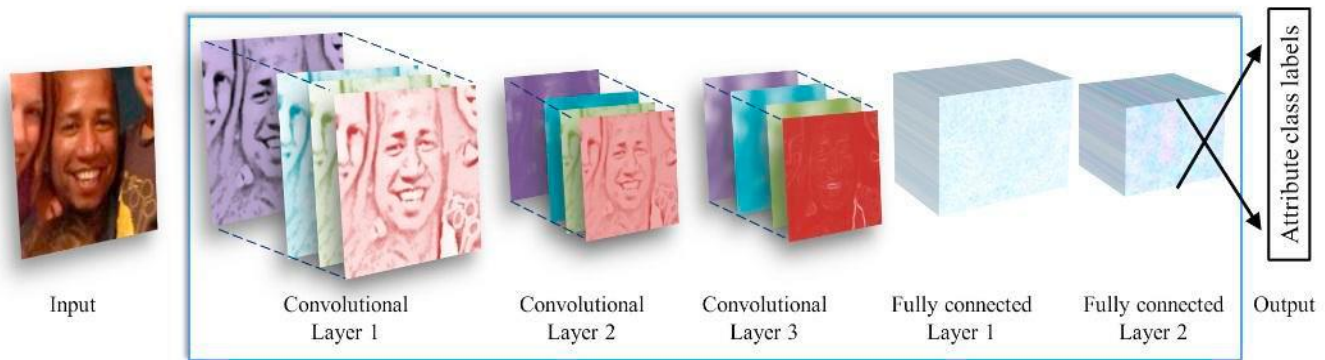 Input
Convolutional
Layer 1
Convolutional
Layer 2
Convolutional
Layer 3
Fully connected
Layer 1
Fully connected
Layer 2
Output
Attribute class labels